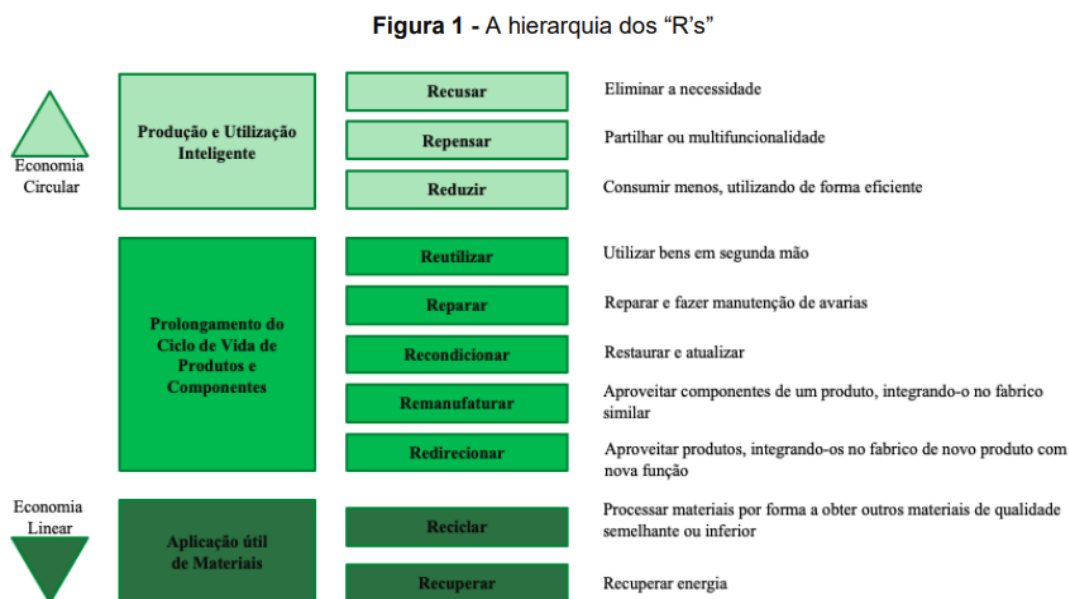 Figura 1 - A hierarquia dos “R’s”
Economia
Circular
Produção e Utilização
Inteligente
Recusar
Eliminar a necessidade
Repensar
Partilhar ou multifuncionalidade
Reduzir
Consumir menos, utilizando de forma eficiente
Prolongamento do
Ciclo de Vida de
Produtos e
Componentes
Reutilizar
Utilizar bens em segunda mão
Reparar
Reparar e fazer manutenção de avarias
Recondicionar
Restaurar e atualizar
Remanufaturar
Aproveitar componentes de um produto, integrando-o no fabrico
similar
Redirecionar
Aproveitar produtos, integrando-os no fabrico de novo produto com
nova função
Economia
Linear
Aplicação útil
de Materiais
Reciclar
Processar materiais por forma a obter outros materiais de qualidade
semelhante ou inferior
Recuperar
Recuperar energia